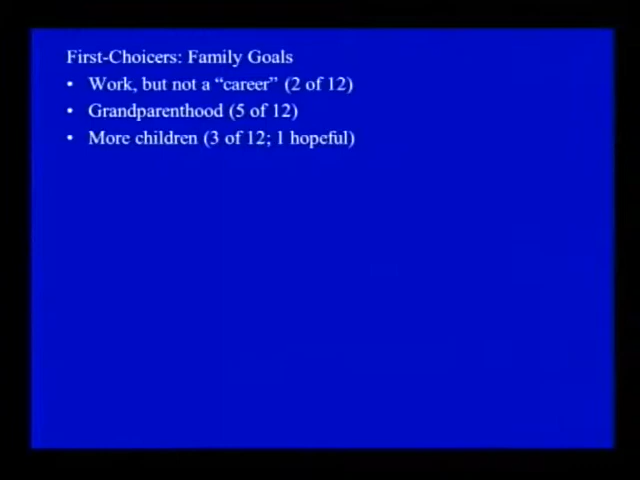 First-Choicers: Family Goals
• Work, but not a “career” (2 of 12)
• Grandparenthood (5 of 12)
• More children (3 of 12; 1 hopeful)